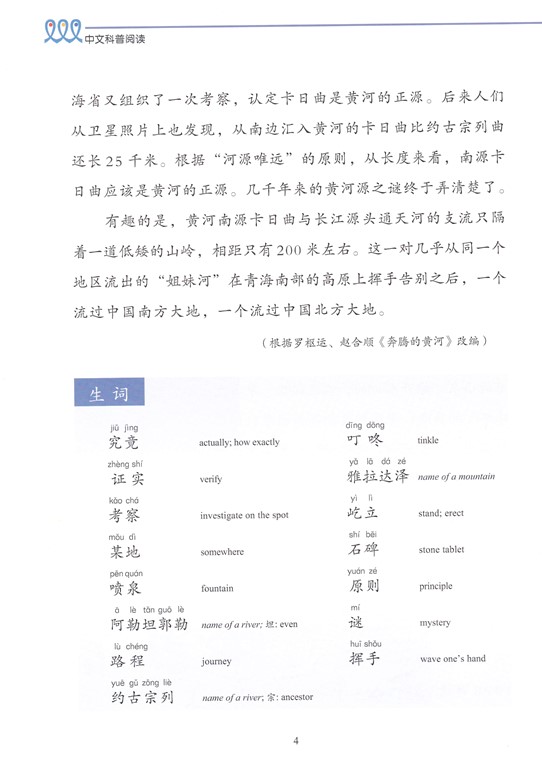 中文科普阅读
海省又组织了一次考察，认定卡日曲是黄河的正源。后来人们
从卫星照片上也发现，从南边汇入黄河的卡日曲比约古宗列曲
还长25千米。根据“河源唯远”的原则，从长度来看，南源卡
日曲应该是黄河的正源。几千年来的黄河源之谜终于弄清楚了。
有趣的是，黄河南源卡日曲与长江源头通天河的支流只隔
着一道低矮的山岭，相距只有200米左右。这一对几乎从同一个
地区流出的“姐妹河”在青海南部的高原上挥手告别之后，一个
流过中国南方大地，一个流过中国北方大地。
（根据罗枢运、赵合顺《奔腾的黄河》改编）
生词
jiū jìng
究竟 actually; how exactly
zhèng shí
证实 verify
kǎo chá
考察 investigate on the spot
mǒu dì
某地 somewhere
pēn quán
喷泉 fountain
ā lè tǎn guō lè
阿勒坦郭勒 name of a river; 坦: even
lù chéng
路程 journey
yuē gǔ zōng liè
约古宗列 name of a river; 宗: ancestor
dīng dōng
叮咚 tinkle
yǎ lā dá zé
雅拉达泽 name of a mountain
yì lì
屹立 stand; erect
shí bēi
石碑 stone tablet
yuán zé
原则 principle
mí
谜 mystery
huī shǒu
挥手 wave one's hand
4